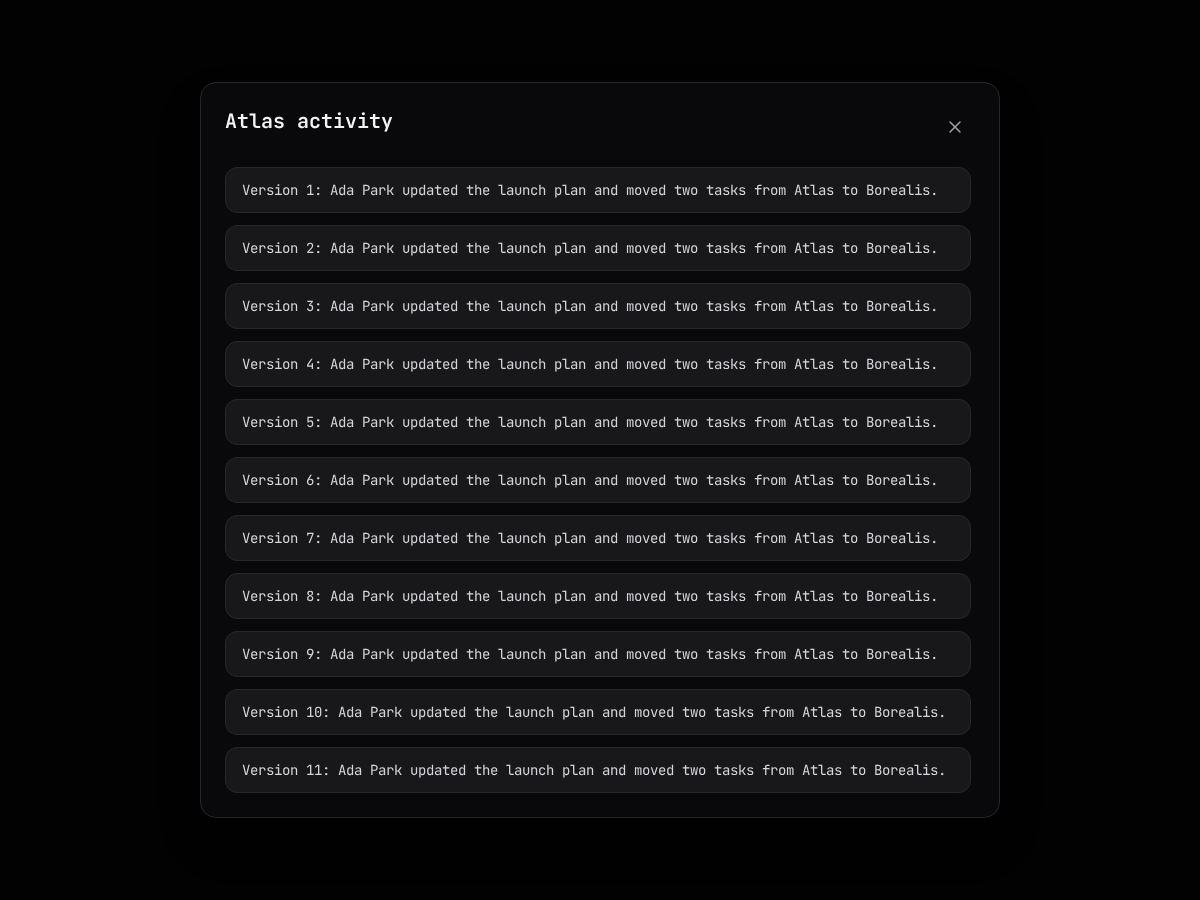 Atlas activity
Version 1: Ada Park updated the launch plan and moved two tasks from Atlas to Borealis.
Version 2: Ada Park updated the launch plan and moved two tasks from Atlas to Borealis.
Version 3: Ada Park updated the launch plan and moved two tasks from Atlas to Borealis.
Version 4: Ada Park updated the launch plan and moved two tasks from Atlas to Borealis.
Version 5: Ada Park updated the launch plan and moved two tasks from Atlas to Borealis.
Version 6: Ada Park updated the launch plan and moved two tasks from Atlas to Borealis.
Version 7: Ada Park updated the launch plan and moved two tasks from Atlas to Borealis.
Version 8: Ada Park updated the launch plan and moved two tasks from Atlas to Borealis.
Version 9: Ada Park updated the launch plan and moved two tasks from Atlas to Borealis.
Version 10: Ada Park updated the launch plan and moved two tasks from Atlas to Borealis.
Version 11: Ada Park updated the launch plan and moved two tasks from Atlas to Borealis.